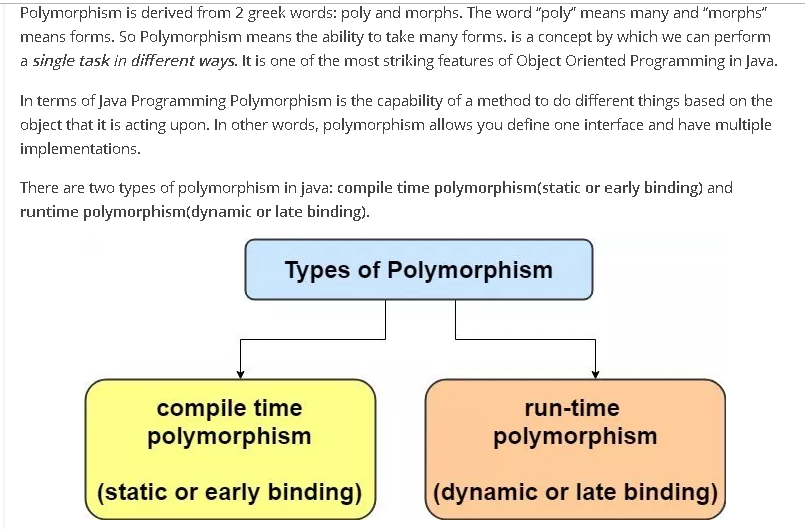 Polymorphism is derived from 2 greek words: poly and morphs. The word “poly” means many and “morphs”
means forms. So Polymorphism means the ability to take many forms. is a concept by which we can perform
a single task in different ways. It is one of the most striking features of Object Oriented Programming in Java.
In terms of Java Programming Polymorphism is the capability of a method to do different things based on the
object that it is acting upon. In other words, polymorphism allows you define one interface and have multiple
implementations.
There are two types of polymorphism in java: compile time polymorphism(static or early binding) and
runtime polymorphism(dynamic or late binding).
Types of Polymorphism
compile time
polymorphism
(static or early binding)
run-time
polymorphism
(dynamic or late binding)